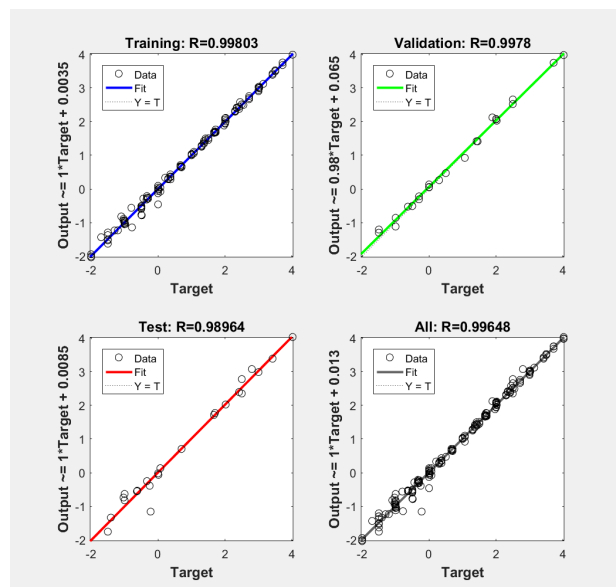 Training: R=0.99803
Output ~= 1*Target + 0.0035
4
3
2
1
0
-1
-2
Data
Fit
Y = T
-2
0
2
4
Target
Validation: R=0.9978
Output ~= 0.98*Target + 0.065
4
3
2
1
0
-1
-2
Data
Fit
Y = T
-2
0
2
4
Target
Test: R=0.98964
Output ~= 1*Target + 0.0085
4
3
2
1
0
-1
-2
Data
Fit
Y = T
-2
0
2
4
Target
All: R=0.99648
Output ~= 1*Target + 0.013
4
3
2
1
0
-1
-2
Data
Fit
Y = T
-2
0
2
4
Target